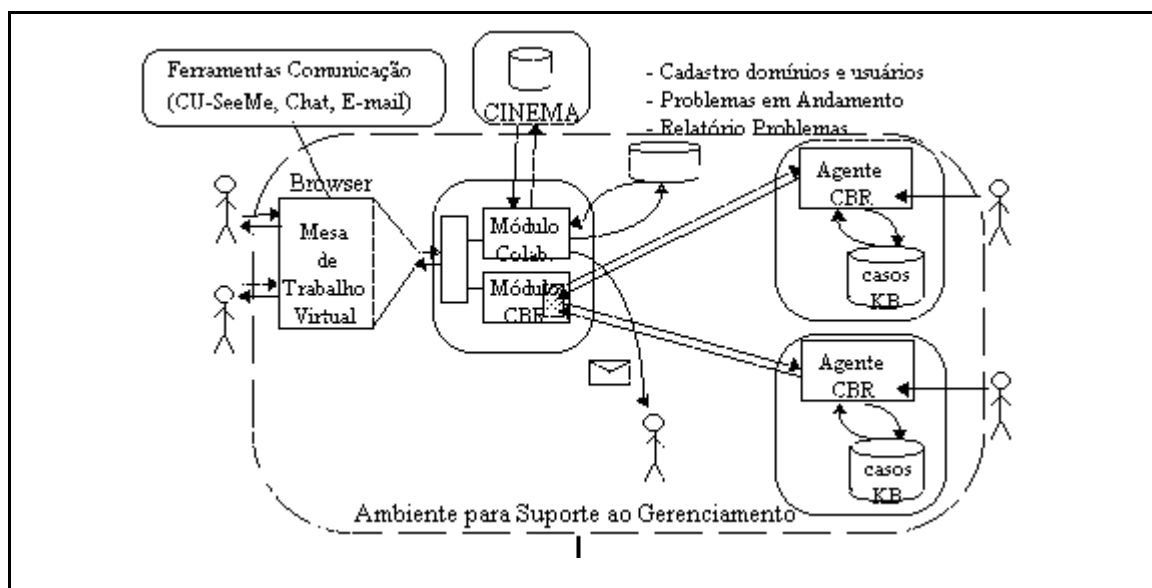 Ferramentas Comunicação
(CU-SeeMe, Chat, E-mail)
CINEMA
- Cadastro domínios e usuários
- Problemas em Andamento
- Relatório Problemas
Browser
Mesa
de
Trabalho
Virtual
Módulo
Colab.
Módulo
CBR
Agente
CBR
casos
KB
Agente
CBR
casos
KB
Ambiente para Suporte ao Gerenciamento